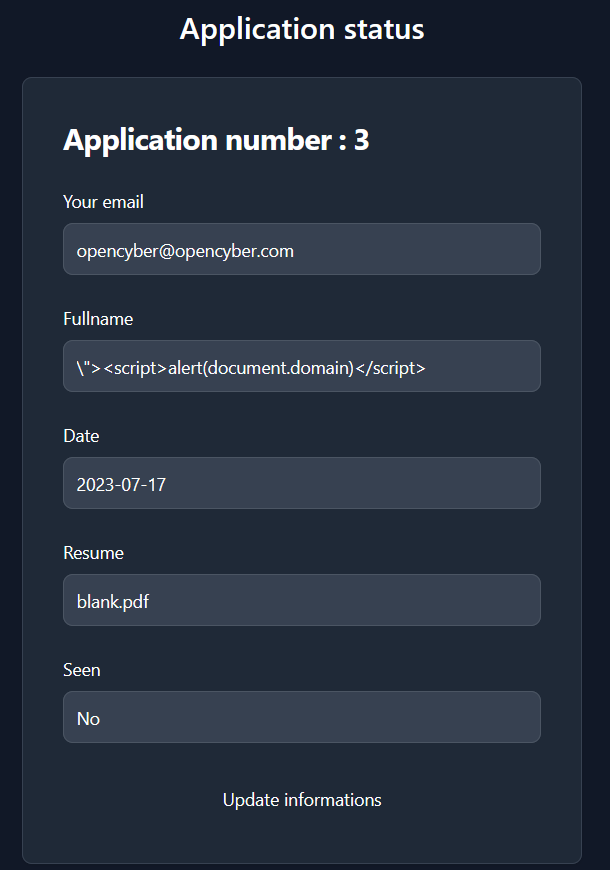 Application status
Application number : 3
Your email
opencyber@opencyber.com
Fullname
\"><script>alert(document.domain)</script>
Date
2023-07-17
Resume
blank.pdf
Seen
No
Update informations